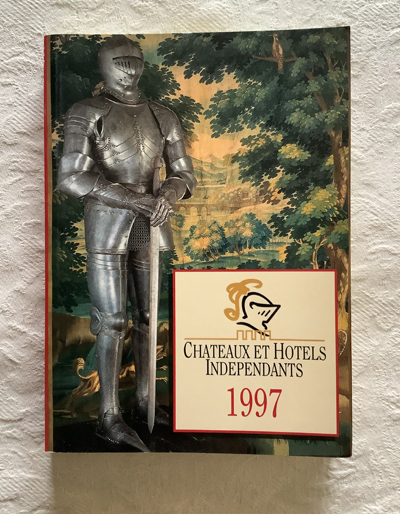 CHATEAUX ET HOTELS
INDEPENDANTS
1997